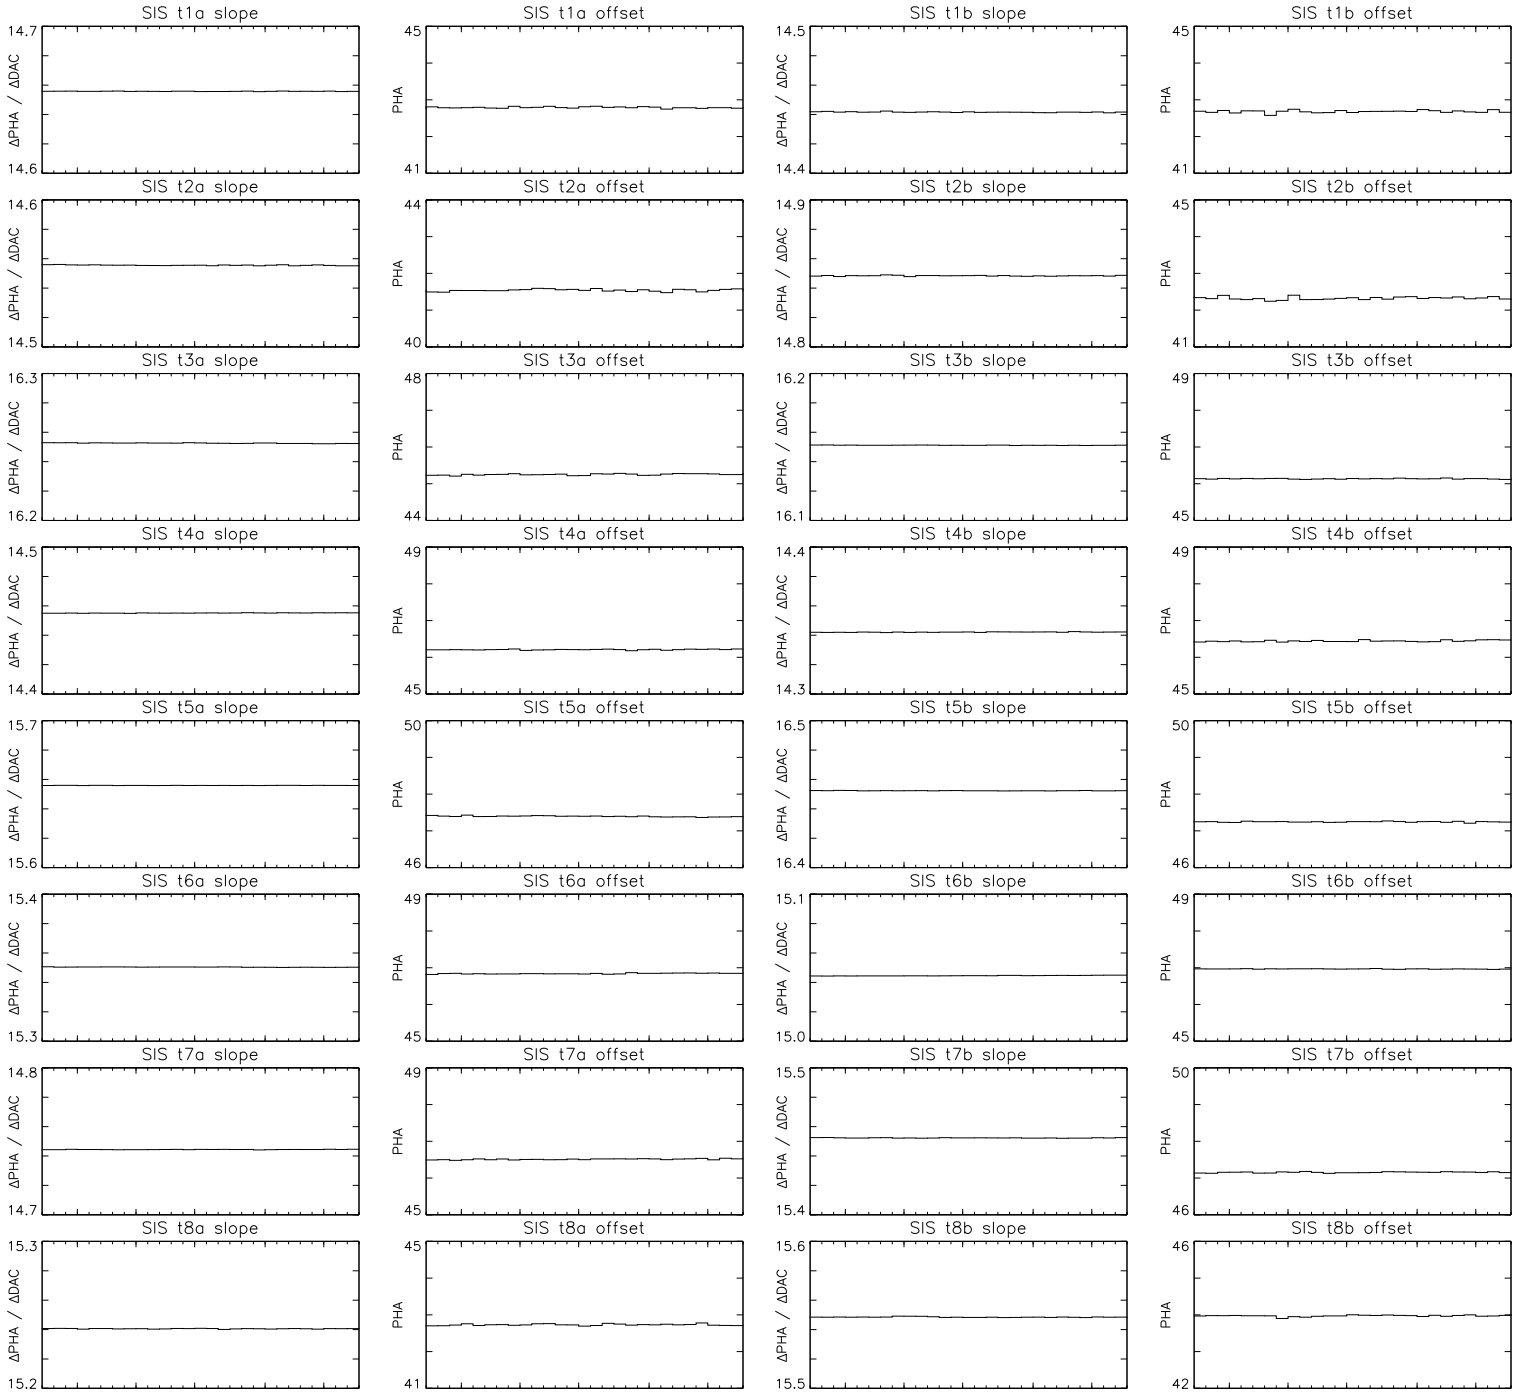 SIS t1a slope SIS t1a offset SIS t1b slope SIS t1b offset
14.7 45 14.5 45
ΔPHA / ΔDAC PHA ΔPHA / ΔDAC PHA
14.6 41 14.4 41
SIS t2a slope SIS t2a offset SIS t2b slope SIS t2b offset
14.6 44 14.9 45
ΔPHA / ΔDAC PHA ΔPHA / ΔDAC PHA
14.5 40 14.8 41
SIS t3a slope SIS t3a offset SIS t3b slope SIS t3b offset
16.3 48 16.2 49
ΔPHA / ΔDAC PHA ΔPHA / ΔDAC PHA
16.2 44 16.1 45
SIS t4a slope SIS t4a offset SIS t4b slope SIS t4b offset
14.5 49 14.4 49
ΔPHA / ΔDAC PHA ΔPHA / ΔDAC PHA
14.4 45 14.3 45
SIS t5a slope SIS t5a offset SIS t5b slope SIS t5b offset
15.7 50 16.5 50
ΔPHA / ΔDAC PHA ΔPHA / ΔDAC PHA
15.6 46 16.4 46
SIS t6a slope SIS t6a offset SIS t6b slope SIS t6b offset
15.4 49 15.1 49
ΔPHA / ΔDAC PHA ΔPHA / ΔDAC PHA
15.3 45 15.0 45
SIS t7a slope SIS t7a offset SIS t7b slope SIS t7b offset
14.8 49 15.5 50
ΔPHA / ΔDAC PHA ΔPHA / ΔDAC PHA
14.7 45 15.4 46
SIS t8a slope SIS t8a offset SIS t8b slope SIS t8b offset
15.3 45 15.6 46
ΔPHA / ΔDAC PHA ΔPHA / ΔDAC PHA
15.2 41 15.5 42